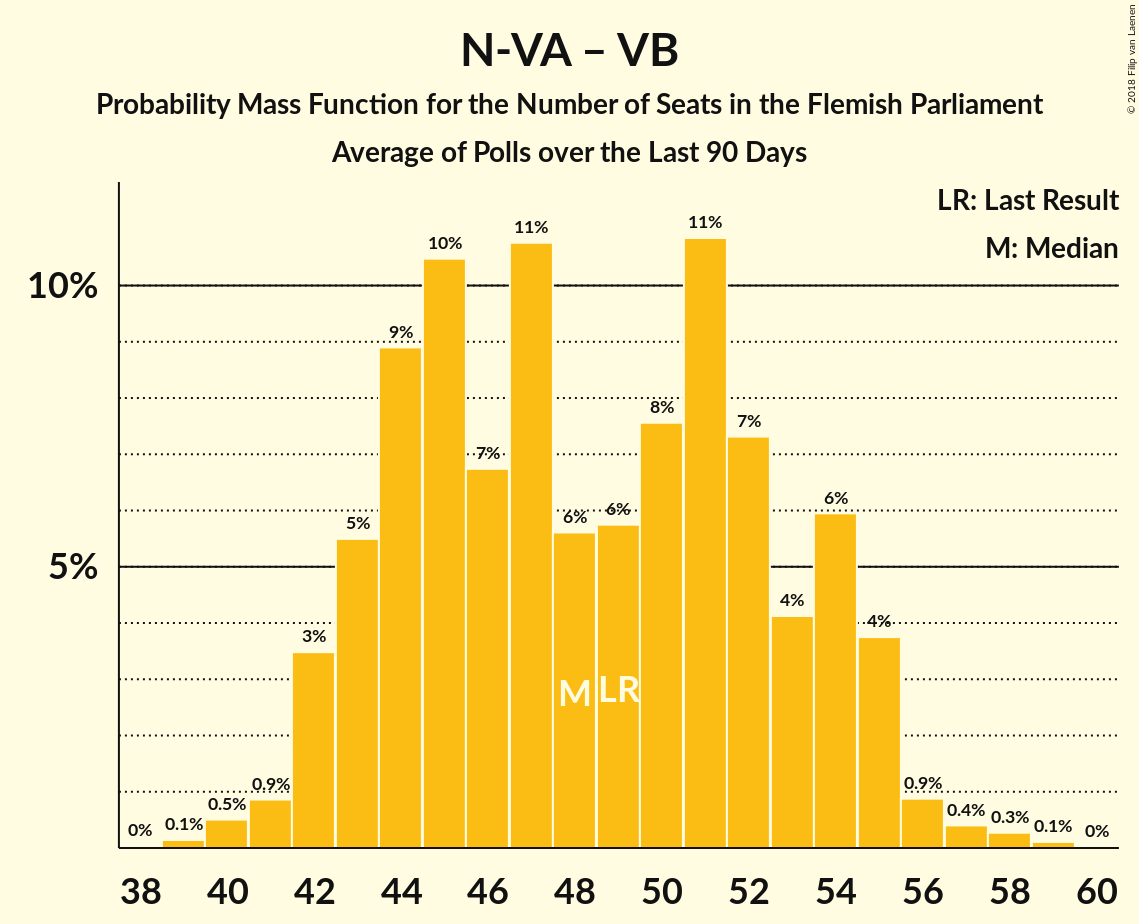 N-VA – VB
Probability Mass Function for the Number of Seats in the Flemish Parliament
Average of Polls over the Last 90 Days
© 2018 Filip van Laenen
LR: Last Result
M: Median
10%
5%
0%
0.1%
0.5%
0.9%
3%
5%
9%
10%
7%
11%
6%
6%
8%
11%
7%
4%
6%
4%
0.9%
0.4%
0.3%
0.1%
0%
M
LR
38 40 42 44 46 48 50 52 54 56 58 60